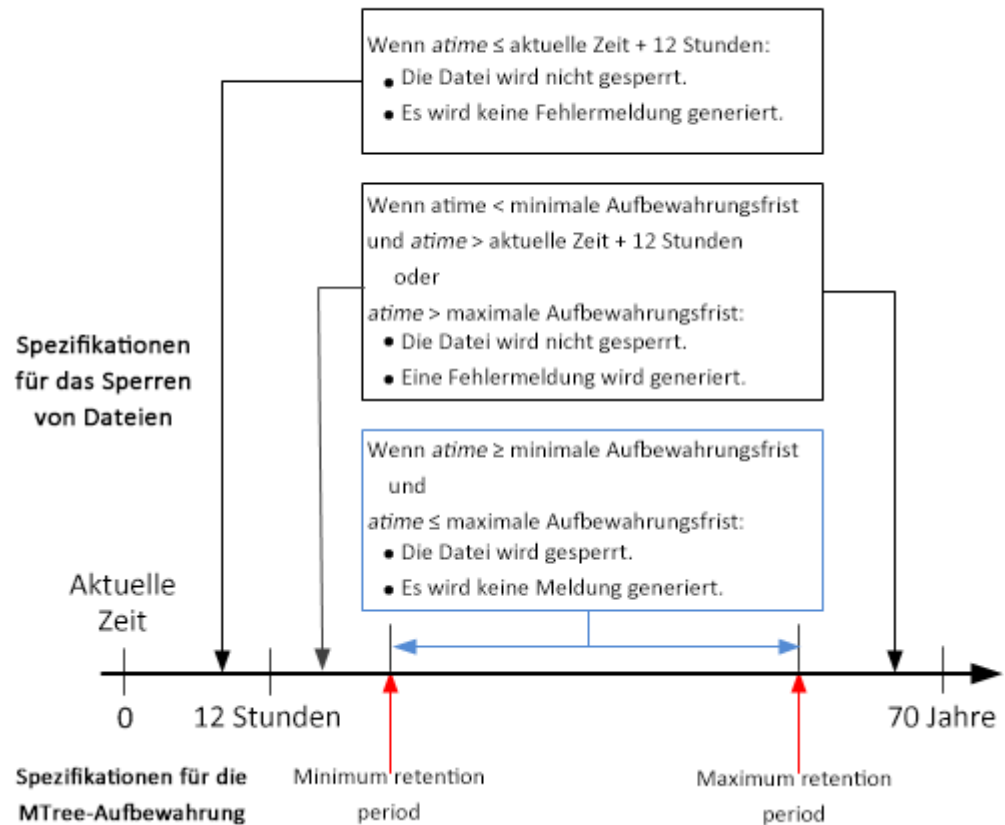 Wenn atime ≤ aktuelle Zeit + 12 Stunden:
• Die Datei wird nicht gesperrt.
• Es wird keine Fehlermeldung generiert.
Wenn atime < minimale Aufbewahrungsfrist
und atime > aktuelle Zeit + 12 Stunden
oder
atime > maximale Aufbewahrungsfrist:
• Die Datei wird nicht gesperrt.
• Eine Fehlermeldung wird generiert.
Spezifikationen
für das Sperren
von Dateien
Wenn atime ≥ minimale Aufbewahrungsfrist
und
atime ≤ maximale Aufbewahrungsfrist:
• Die Datei wird gesperrt.
• Es wird keine Meldung generiert.
Aktuelle
Zeit
0
12 Stunden
70 Jahre
Spezifikationen für die
MTree-Aufbewahrung
Minimum retention
period
Maximum retention
period